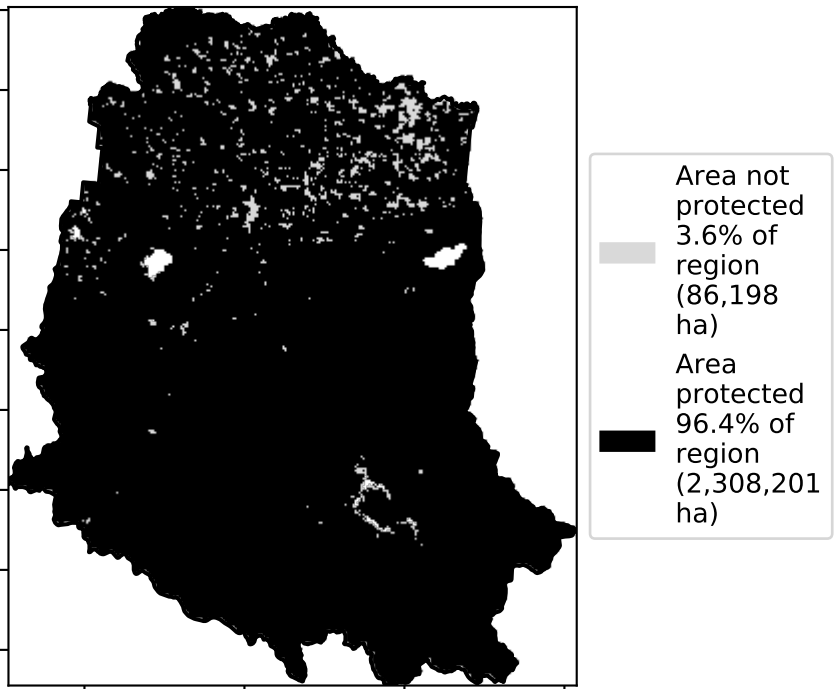 Area not
protected
3.6% of
region
(86,198
ha)
Area
protected
96.4% of
region
(2,308,201
ha)